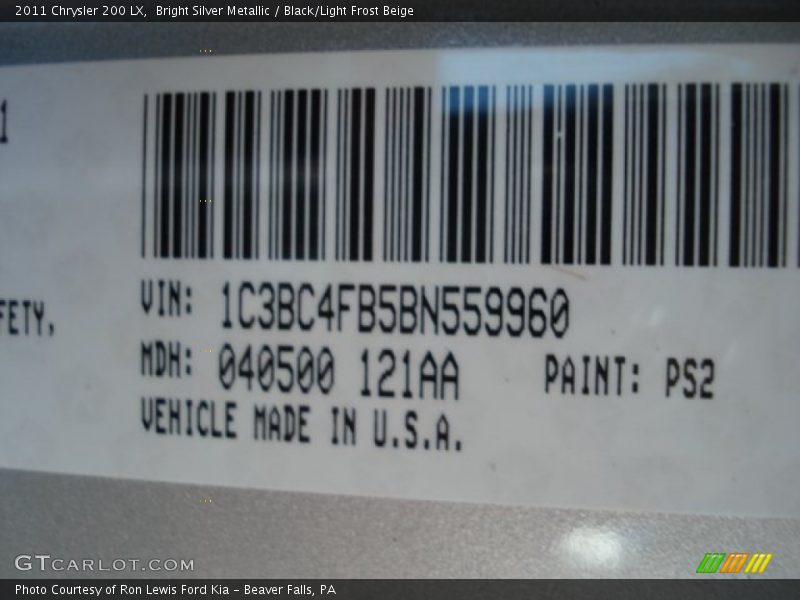 2011 Chrysler 200 LX,  Bright Silver Metallic / Black/Light Frost Beige
1
FETY,
VIN: 1C3BC4FB5BN559960
MDH: 040500 121AA PAINT: PS2
VEHICLE MADE IN U.S.A.
GTCARLOT.COM
Photo Courtesy of Ron Lewis Ford Kia - Beaver Falls, PA